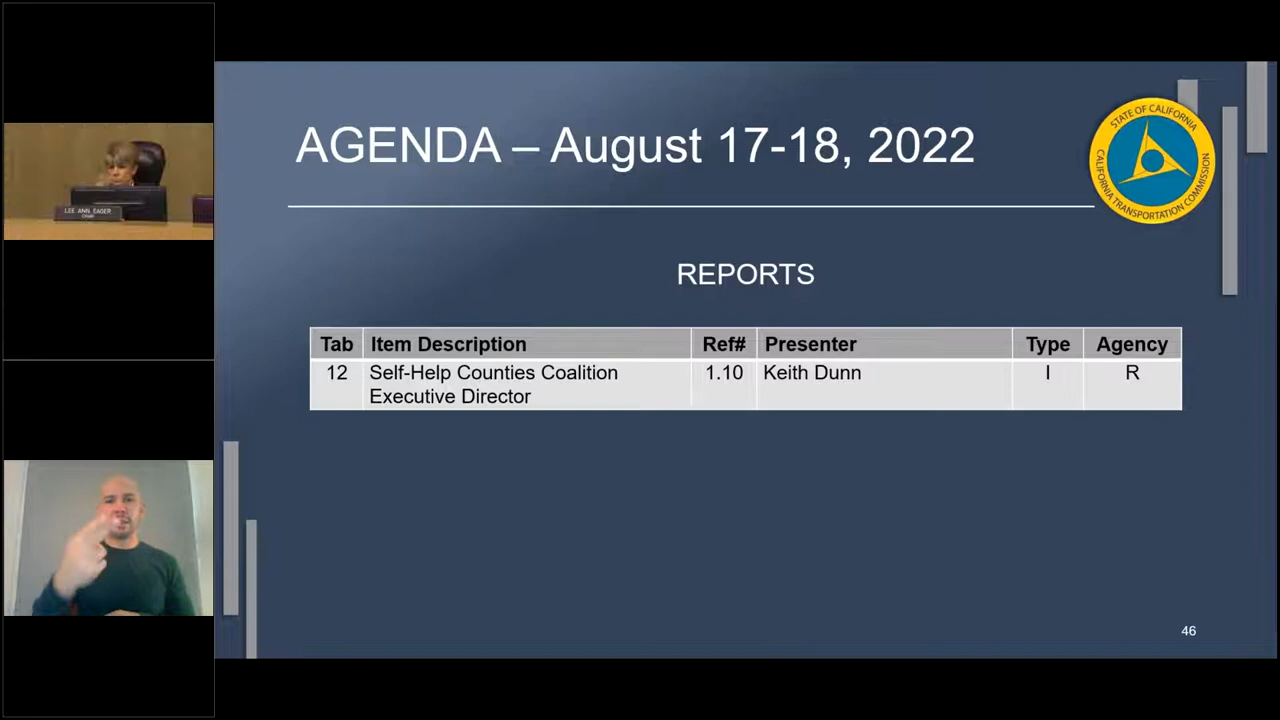 AGENDA – August 17-18, 2022
STATE OF CALIFORNIA
CALIFORNIA TRANSPORTATION COMMISSION
REPORTS
Tab Item Description Ref# Presenter Type Agency
12 Self-Help Counties Coalition 1.10 Keith Dunn I R
Executive Director
46
LEE ANN EAGER
CHAIR